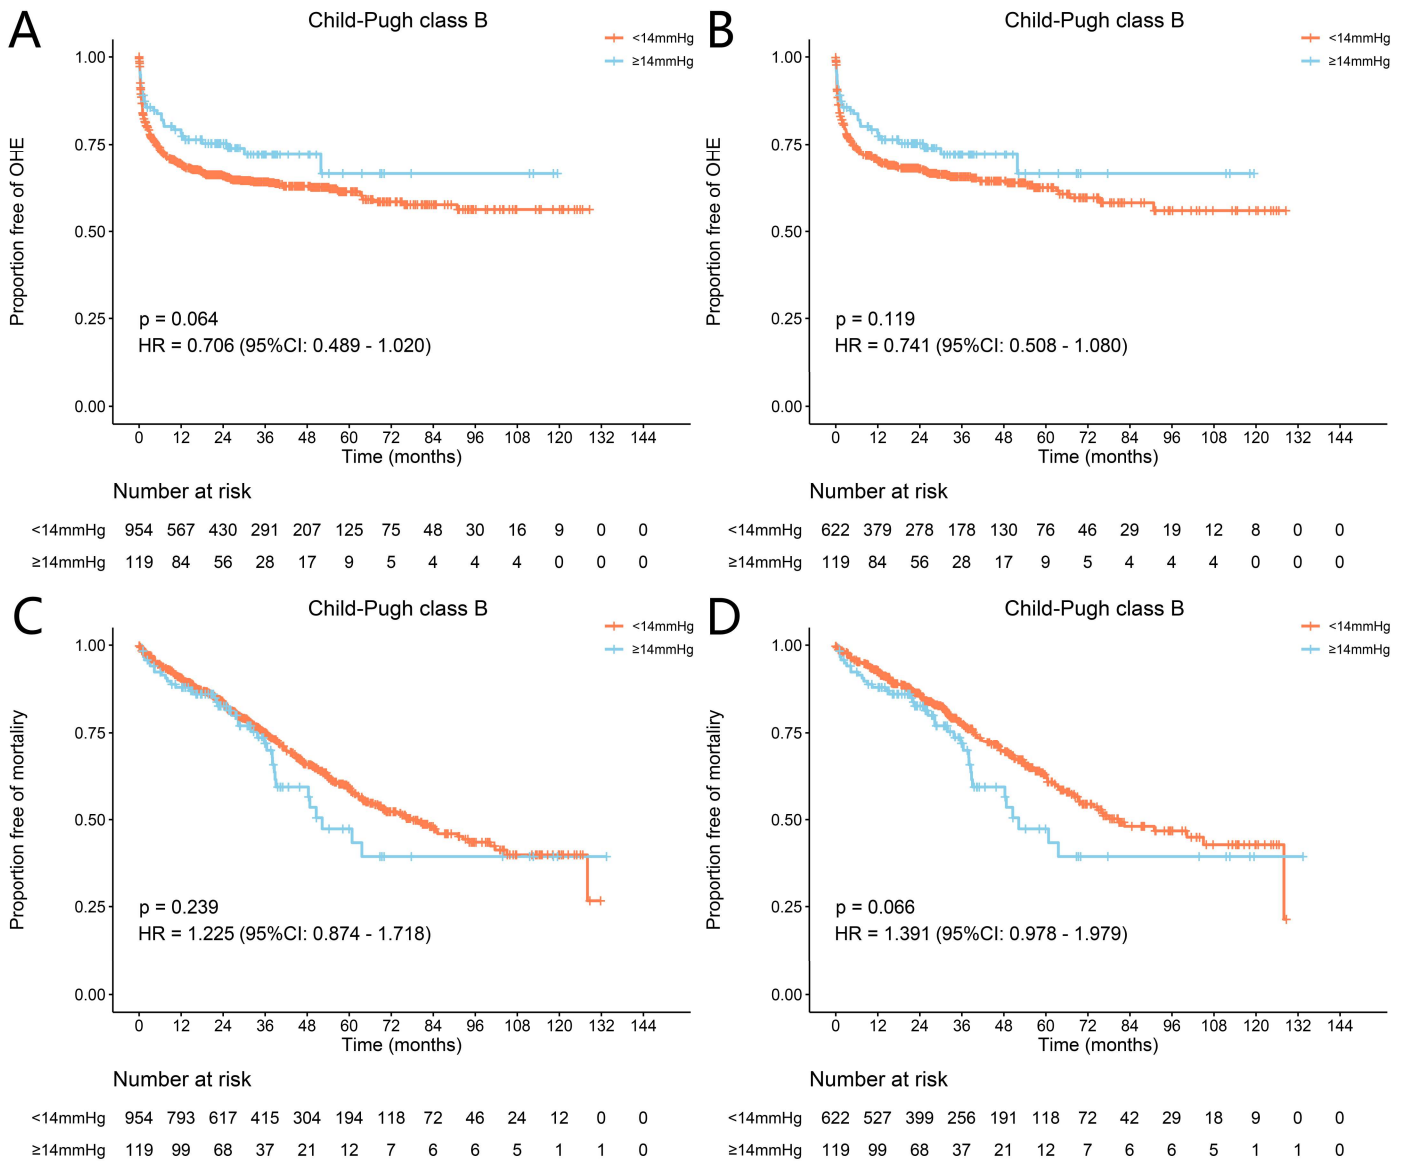 A
Child-Pugh class B
<14mmHg
≥14mmHg
Proportion free of OHE
1.00
0.75
0.50
0.25
0.00
p = 0.064
HR = 0.706 (95%CI: 0.489 - 1.020)
0 12 24 36 48 60 72 84 96 108 120 132 144
Time (months)
Number at risk
<14mmHg 954 567 430 291 207 125 75 48 30 16 9 0 0
≥14mmHg 119 84 56 28 17 9 5 4 4 4 0 0 0
B
Child-Pugh class B
<14mmHg
≥14mmHg
Proportion free of OHE
1.00
0.75
0.50
0.25
0.00
p = 0.119
HR = 0.741 (95%CI: 0.508 - 1.080)
0 12 24 36 48 60 72 84 96 108 120 132 144
Time (months)
Number at risk
<14mmHg 622 379 278 178 130 76 46 29 19 12 8 0 0
≥14mmHg 119 84 56 28 17 9 5 4 4 4 0 0 0
C
Child-Pugh class B
<14mmHg
≥14mmHg
Proportion free of mortaliry
1.00
0.75
0.50
0.25
0.00
p = 0.239
HR = 1.225 (95%CI: 0.874 - 1.718)
0 12 24 36 48 60 72 84 96 108 120 132 144
Time (months)
Number at risk
<14mmHg 954 793 617 415 304 194 118 72 46 24 12 0 0
≥14mmHg 119 99 68 37 21 12 7 6 6 5 1 1 0
D
Child-Pugh class B
<14mmHg
≥14mmHg
Proportion free of mortaliry
1.00
0.75
0.50
0.25
0.00
p = 0.066
HR = 1.391 (95%CI: 0.978 - 1.979)
0 12 24 36 48 60 72 84 96 108 120 132 144
Time (months)
Number at risk
<14mmHg 622 527 399 256 191 118 72 42 29 18 9 0 0
≥14mmHg 119 99 68 37 21 12 7 6 6 5 1 1 0